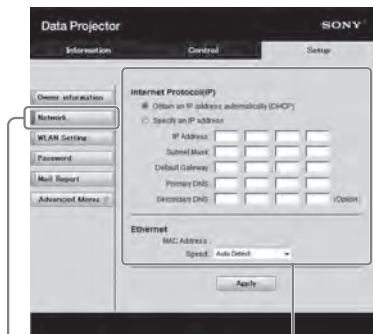 Data Projector
SONY
Information Control Setup
Owner information
Network
WLAN Setting
Password
Mail Report
Advanced Menu
Internet Protocol(IP)
Obtain an IP address automatically (DHCP)
Specify an IP address
IP Address
Subnet Mask
Default Gateway
Primary DNS
Secondary DNS (Option)
Ethernet
MAC Address :
Speed: Auto Detect
Apply